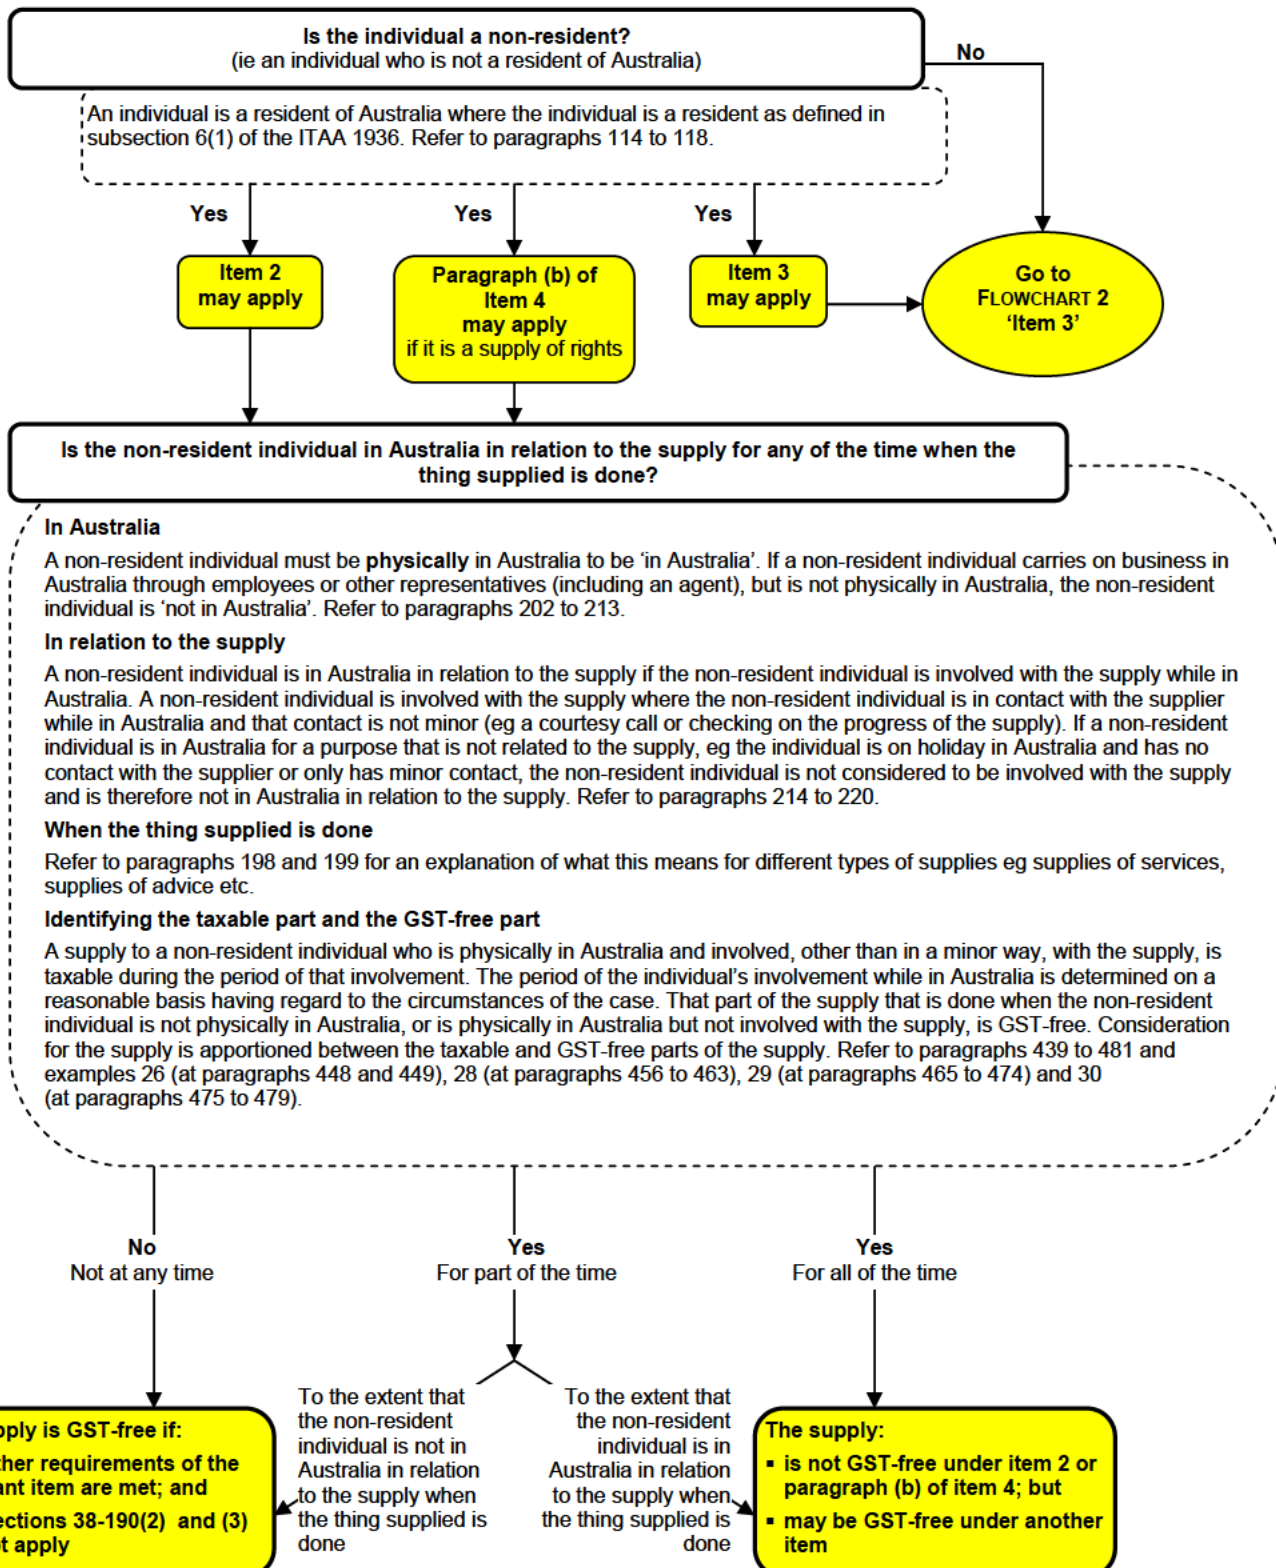 Is the individual a non-resident?
(ie an individual who is not a resident of Australia)
No
An individual is a resident of Australia where the individual is a resident as defined in
subsection 6(1) of the ITAA 1936. Refer to paragraphs 114 to 118.
Yes
Yes
Yes
Item 2
may apply
Paragraph (b) of
Item 4
may apply
if it is a supply of rights
Item 3
may apply
Go to
FLOWCHART 2
‘Item 3’
Is the non-resident individual in Australia in relation to the supply for any of the time when the
thing supplied is done?
In Australia
A non-resident individual must be physically in Australia to be ‘in Australia’. If a non-resident individual carries on business in
Australia through employees or other representatives (including an agent), but is not physically in Australia, the non-resident
individual is ‘not in Australia’. Refer to paragraphs 202 to 213.
In relation to the supply
A non-resident individual is in Australia in relation to the supply if the non-resident individual is involved with the supply while in
Australia. A non-resident individual is involved with the supply where the non-resident individual is in contact with the supplier
while in Australia and that contact is not minor (eg a courtesy call or checking on the progress of the supply). If a non-resident
individual is in Australia for a purpose that is not related to the supply, eg the individual is on holiday in Australia and has no
contact with the supplier or only has minor contact, the non-resident individual is not considered to be involved with the supply
and is therefore not in Australia in relation to the supply. Refer to paragraphs 214 to 220.
When the thing supplied is done
Refer to paragraphs 198 and 199 for an explanation of what this means for different types of supplies eg supplies of services,
supplies of advice etc.
Identifying the taxable part and the GST-free part
A supply to a non-resident individual who is physically in Australia and involved, other than in a minor way, with the supply, is
taxable during the period of that involvement. The period of the individual’s involvement while in Australia is determined on a
reasonable basis having regard to the circumstances of the case. That part of the supply that is done when the non-resident
individual is not physically in Australia, or is physically in Australia but not involved with the supply, is GST-free. Consideration
for the supply is apportioned between the taxable and GST-free parts of the supply. Refer to paragraphs 439 to 481 and
examples 26 (at paragraphs 448 and 449), 28 (at paragraphs 456 to 463), 29 (at paragraphs 465 to 474) and 30
(at paragraphs 475 to 479).
No
Not at any time
Yes
For part of the time
Yes
For all of the time
is GST-free if:
requirements of the
item are met; and
38-190(2) and (3)
apply
To the extent that
the non-resident
individual is not in
Australia in relation
to the supply when
the thing supplied is
done
To the extent that
the non-resident
individual is in
Australia in relation
to the supply when
the thing supplied is
done
The supply:
▪ is not GST-free under item 2 or
paragraph (b) of item 4; but
▪ may be GST-free under another
item